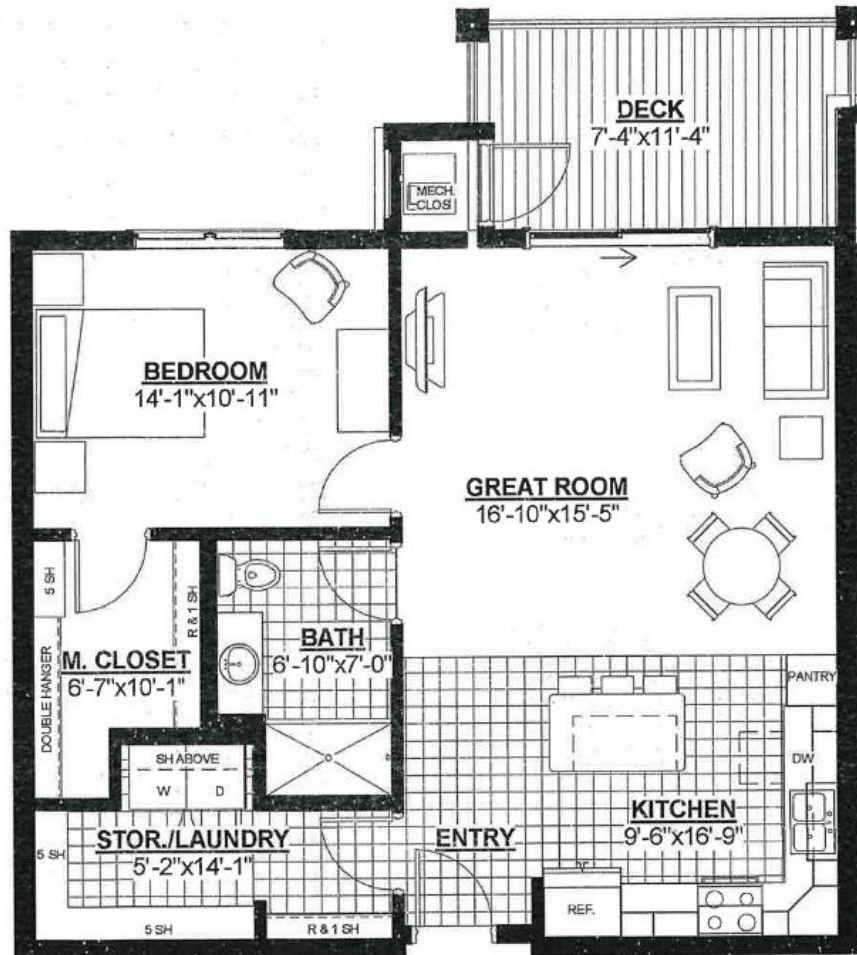 DECK
7'-4"x11'-4"
MECH.
CLOS
BEDROOM
14'-1"x10'-11"
GREAT ROOM
16'-10"x15'-5"
5 SH
R & 1 SH
DOUBLE HANGER
M. CLOSET
6'-7"x10'-1"
BATH
6'-10"x7'-0"
PANTRY
SH ABOVE
W D
DW
KITCHEN
9'-6"x16'-9"
STOR./LAUNDRY
5'-2"x14'-1"
ENTRY
5 SH
REF.
5 SH
R & 1 SH